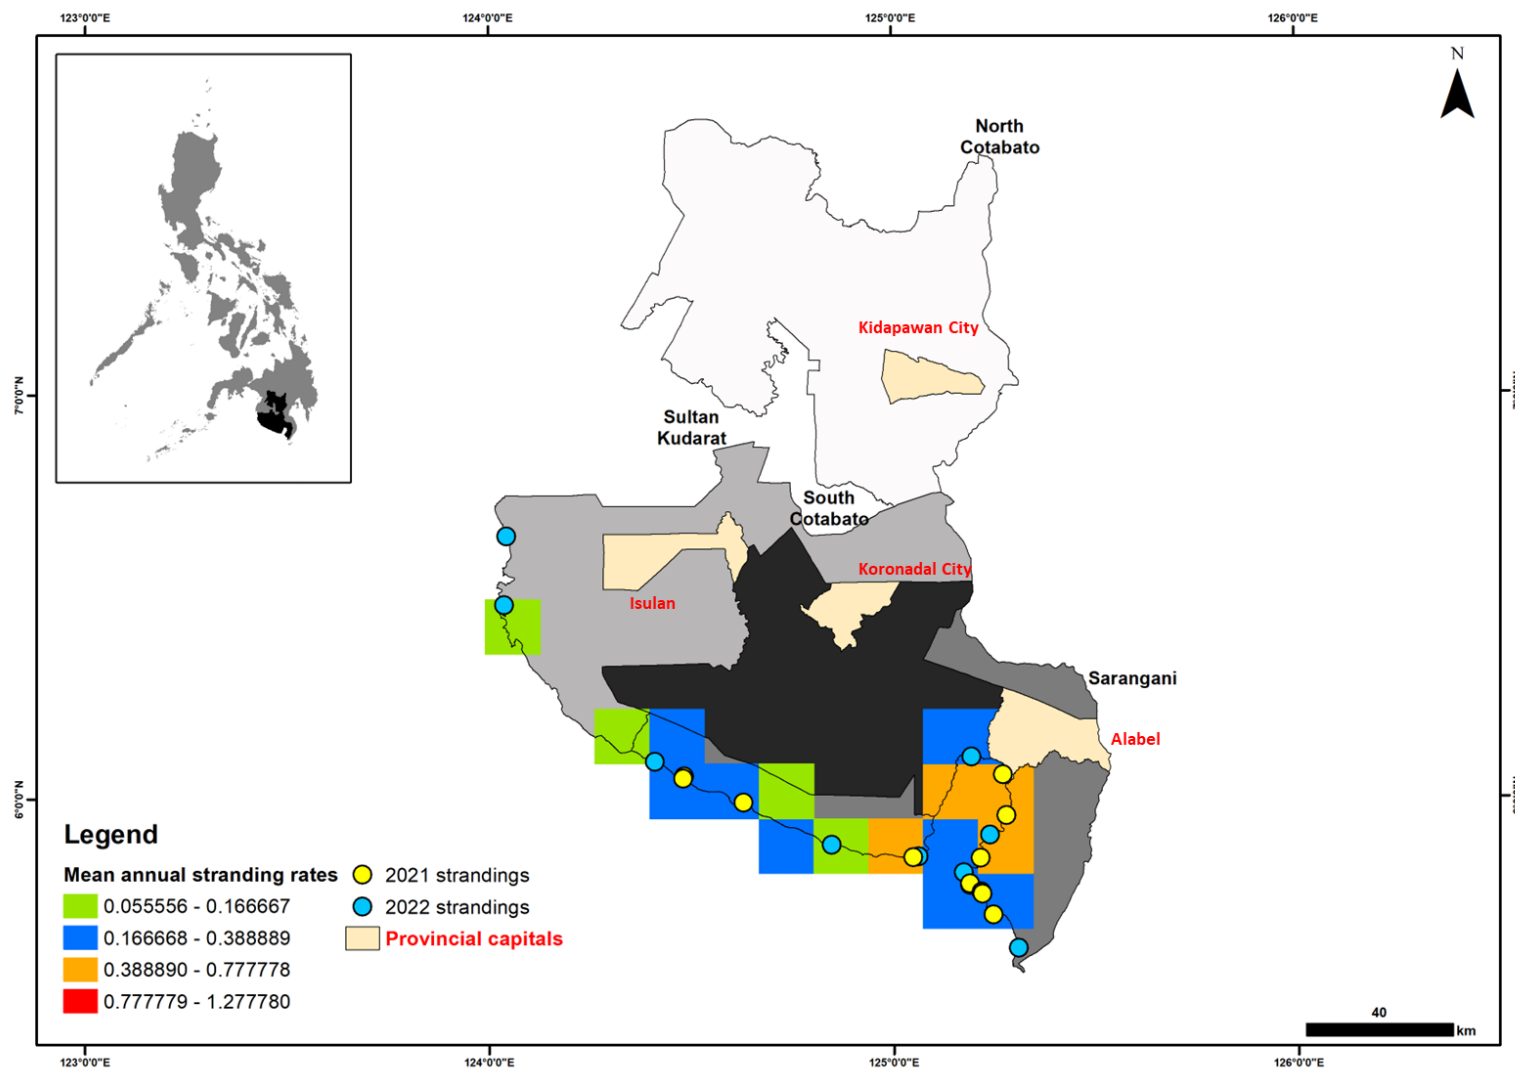 123°0'0"E
124°0'0"E
125°0'0"E
126°0'0"E
N
North
Cotabato
Kidapawan City
7°0'0"N
Sultan
Kudarat
South
Cotabato
Koronadal City
Isulan
Sarangani
Alabel
6°0'0"N
Legend
Mean annual stranding rates
0.055556 - 0.166667
0.166668 - 0.388889
0.388890 - 0.777778
0.777779 - 1.277780
2021 strandings
2022 strandings
Provincial capitals
40
km
123°0'0"E
124°0'0"E
125°0'0"E
126°0'0"E